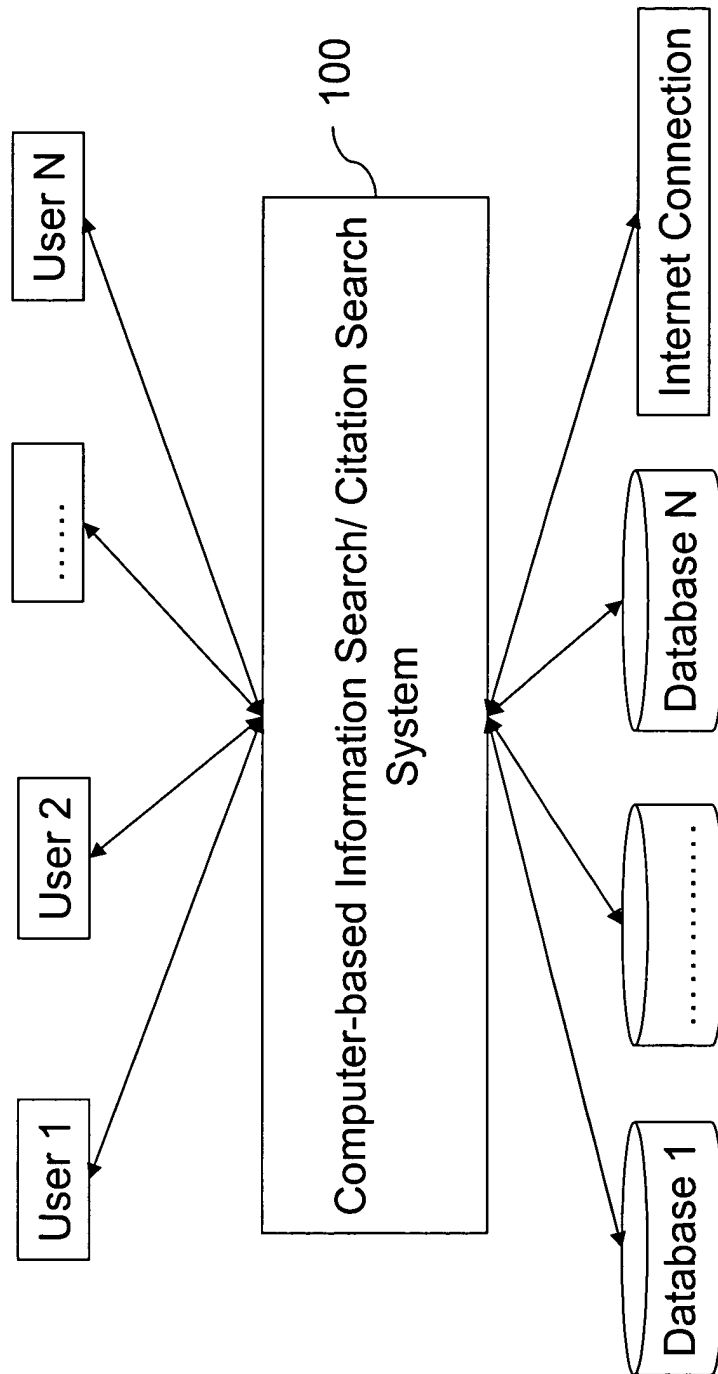 User 1
User 2
......
User N
100
Computer-based Information Search/ Citation Search
System
Database 1
................
Database N
Internet Connection